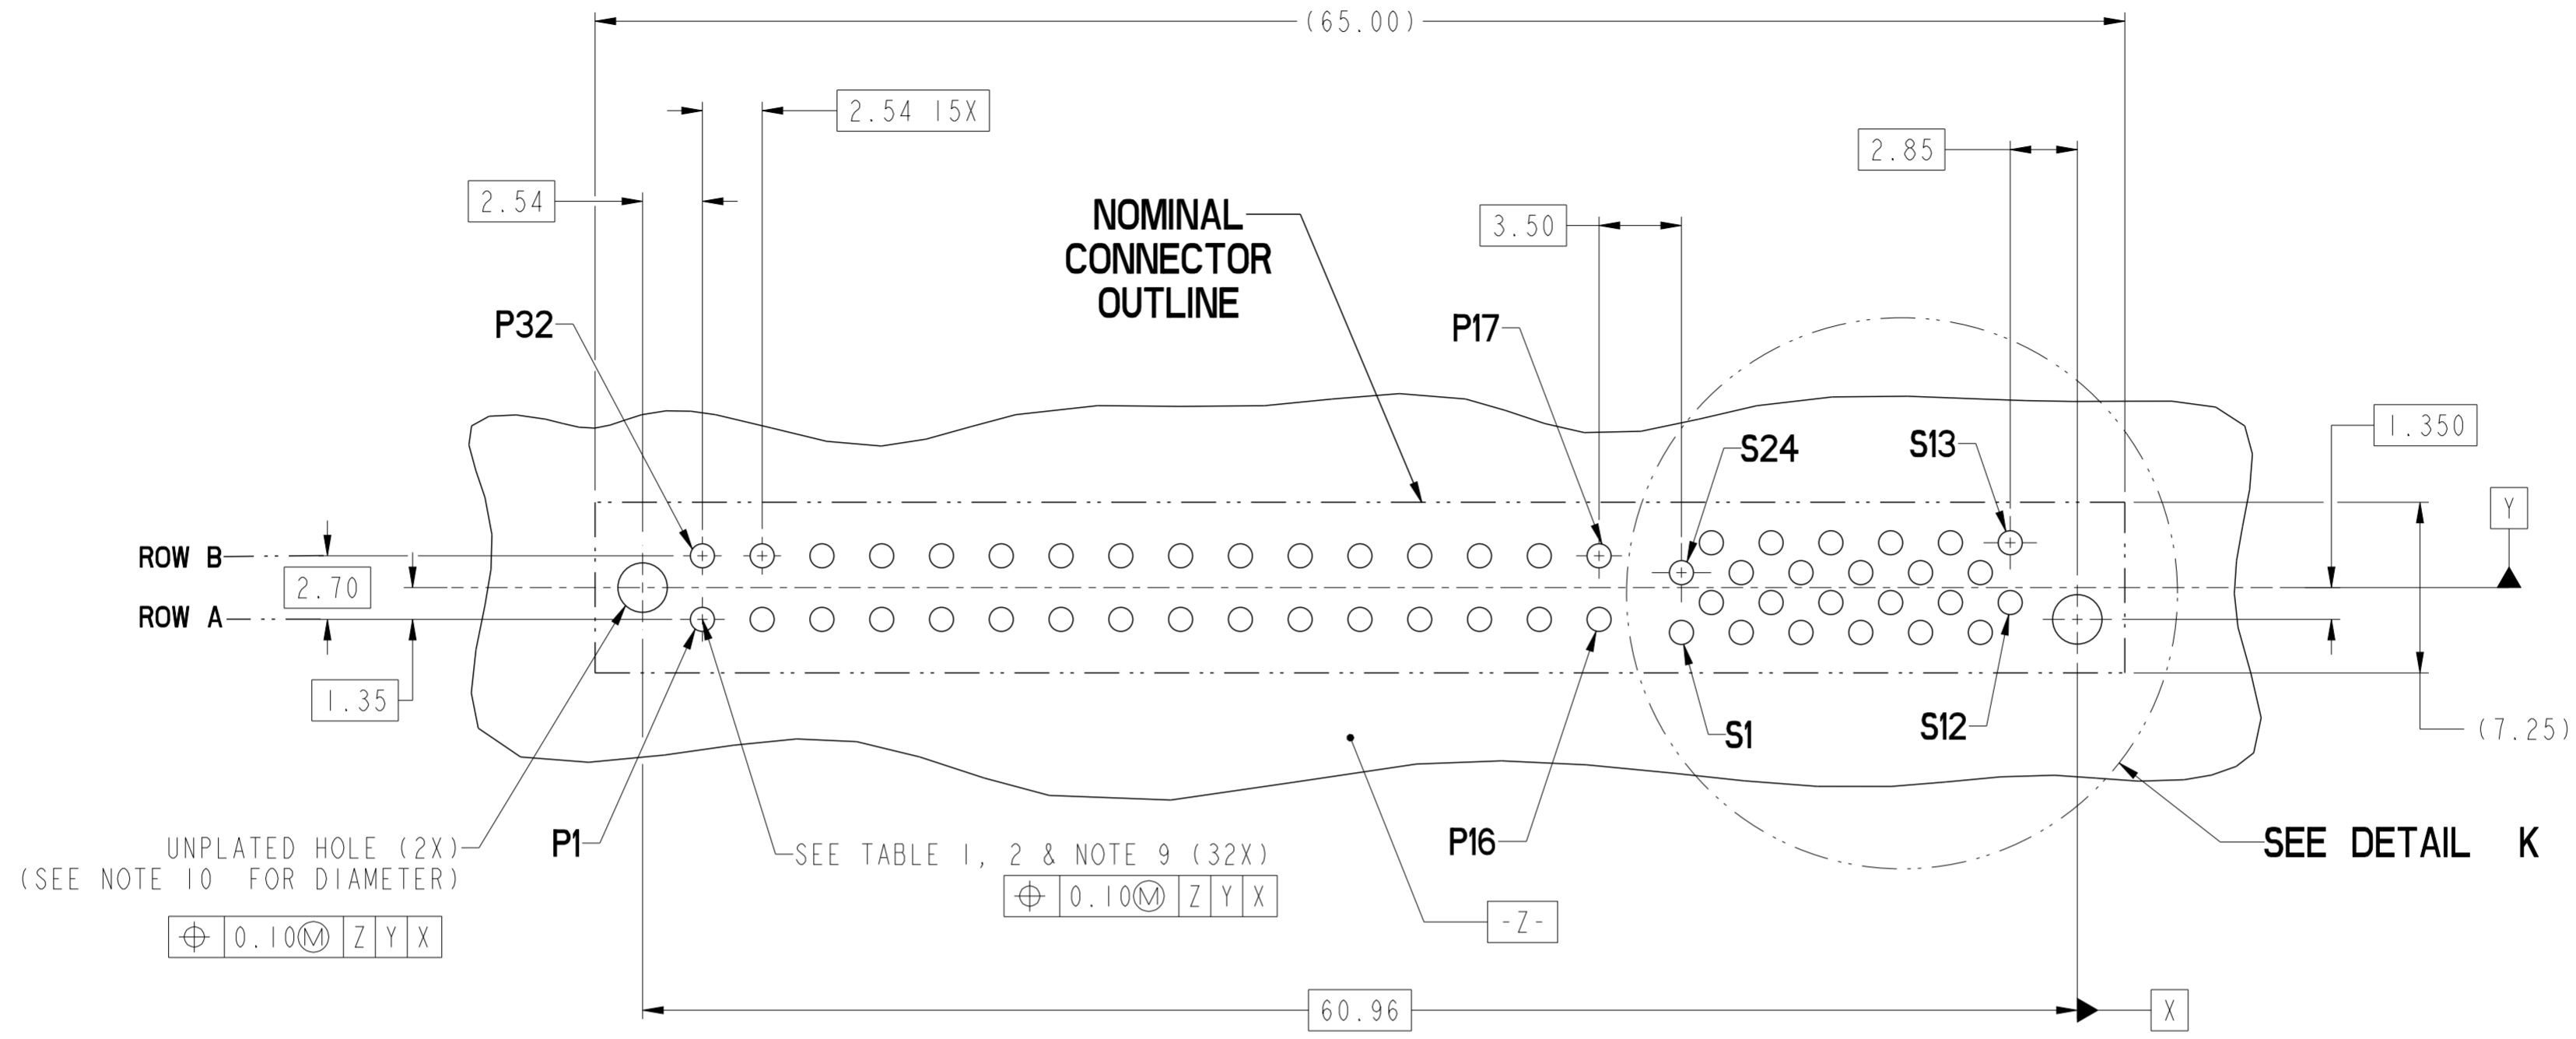 (65.00)
2.54 15X
2.85
2.54
3.50
NOMINAL
CONNECTOR
OUTLINE
P32
P17
1.350
S24
S13
Y
ROW B
2.70
ROW A
1.35
S1
S12
(7.25)
UNPLATED HOLE (2X)
(SEE NOTE 10 FOR DIAMETER)
⌖ 0.10Ⓜ Z Y X
P1
SEE TABLE 1, 2 & NOTE 9 (32X)
⌖ 0.10Ⓜ Z Y X
P16
SEE DETAIL K
-Z-
60.96
X